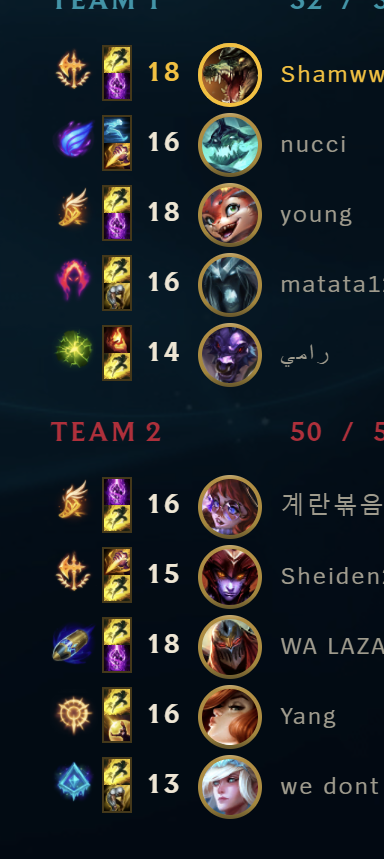 TEAM 1 32 /
18 Shamww
16 nucci
18 young
16 matata1
14 رامي
TEAM 2 50 / 5
16 계란볶음
15 Sheiden
18 WA LAZA
16 Yang
13 we dont